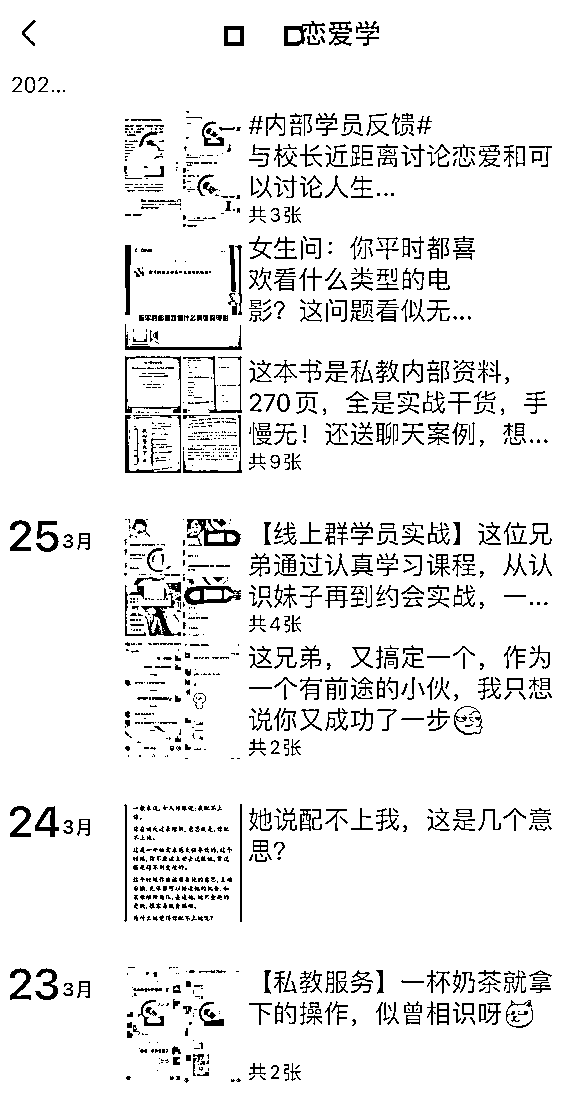 恋爱学
202...
#内部学员反馈#
与校长近距离讨论恋爱和可
以讨论人生...
共3张
女生问：你平时都喜
欢看什么类型的电
影？这问题看似无...
这本书是私教内部资料，
270页，全是实战干货，手
慢无！还送聊天案例，想...
共9张
25 3月
【线上群学员实战】这位兄
弟通过认真学习课程，从认
识妹子再到约会实战，一...
共4张
这兄弟，又搞定一个，作为
一个有前途的小伙，我只想
说你又成功了一步
共2张
24 3月
她说配不上我，这是几个意
思？
23 3月
【私教服务】一杯奶茶就拿
下的操作，似曾相识呀
共2张